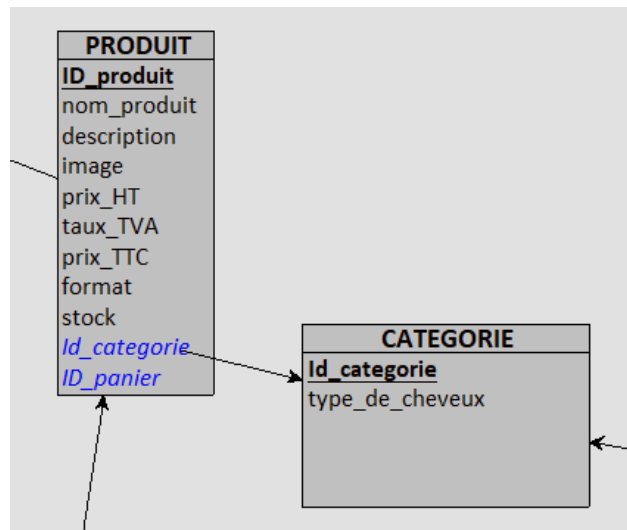 PRODUIT
ID_produit
nom_produit
description
image
prix_HT
taux_TVA
prix_TTC
format
stock
Id_categorie
ID_panier
CATEGORIE
Id_categorie
type_de_cheveux